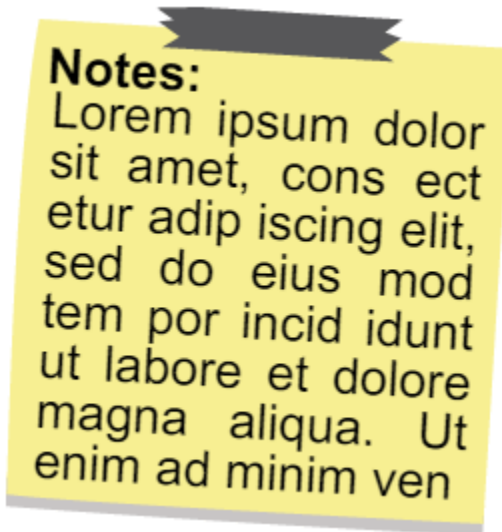 Notes:
Lorem ipsum dolor
sit amet, cons ect
etur adip iscing elit,
sed do eius mod
tem por incid idunt
ut labore et dolore
magna aliqua. Ut
enim ad minim ven